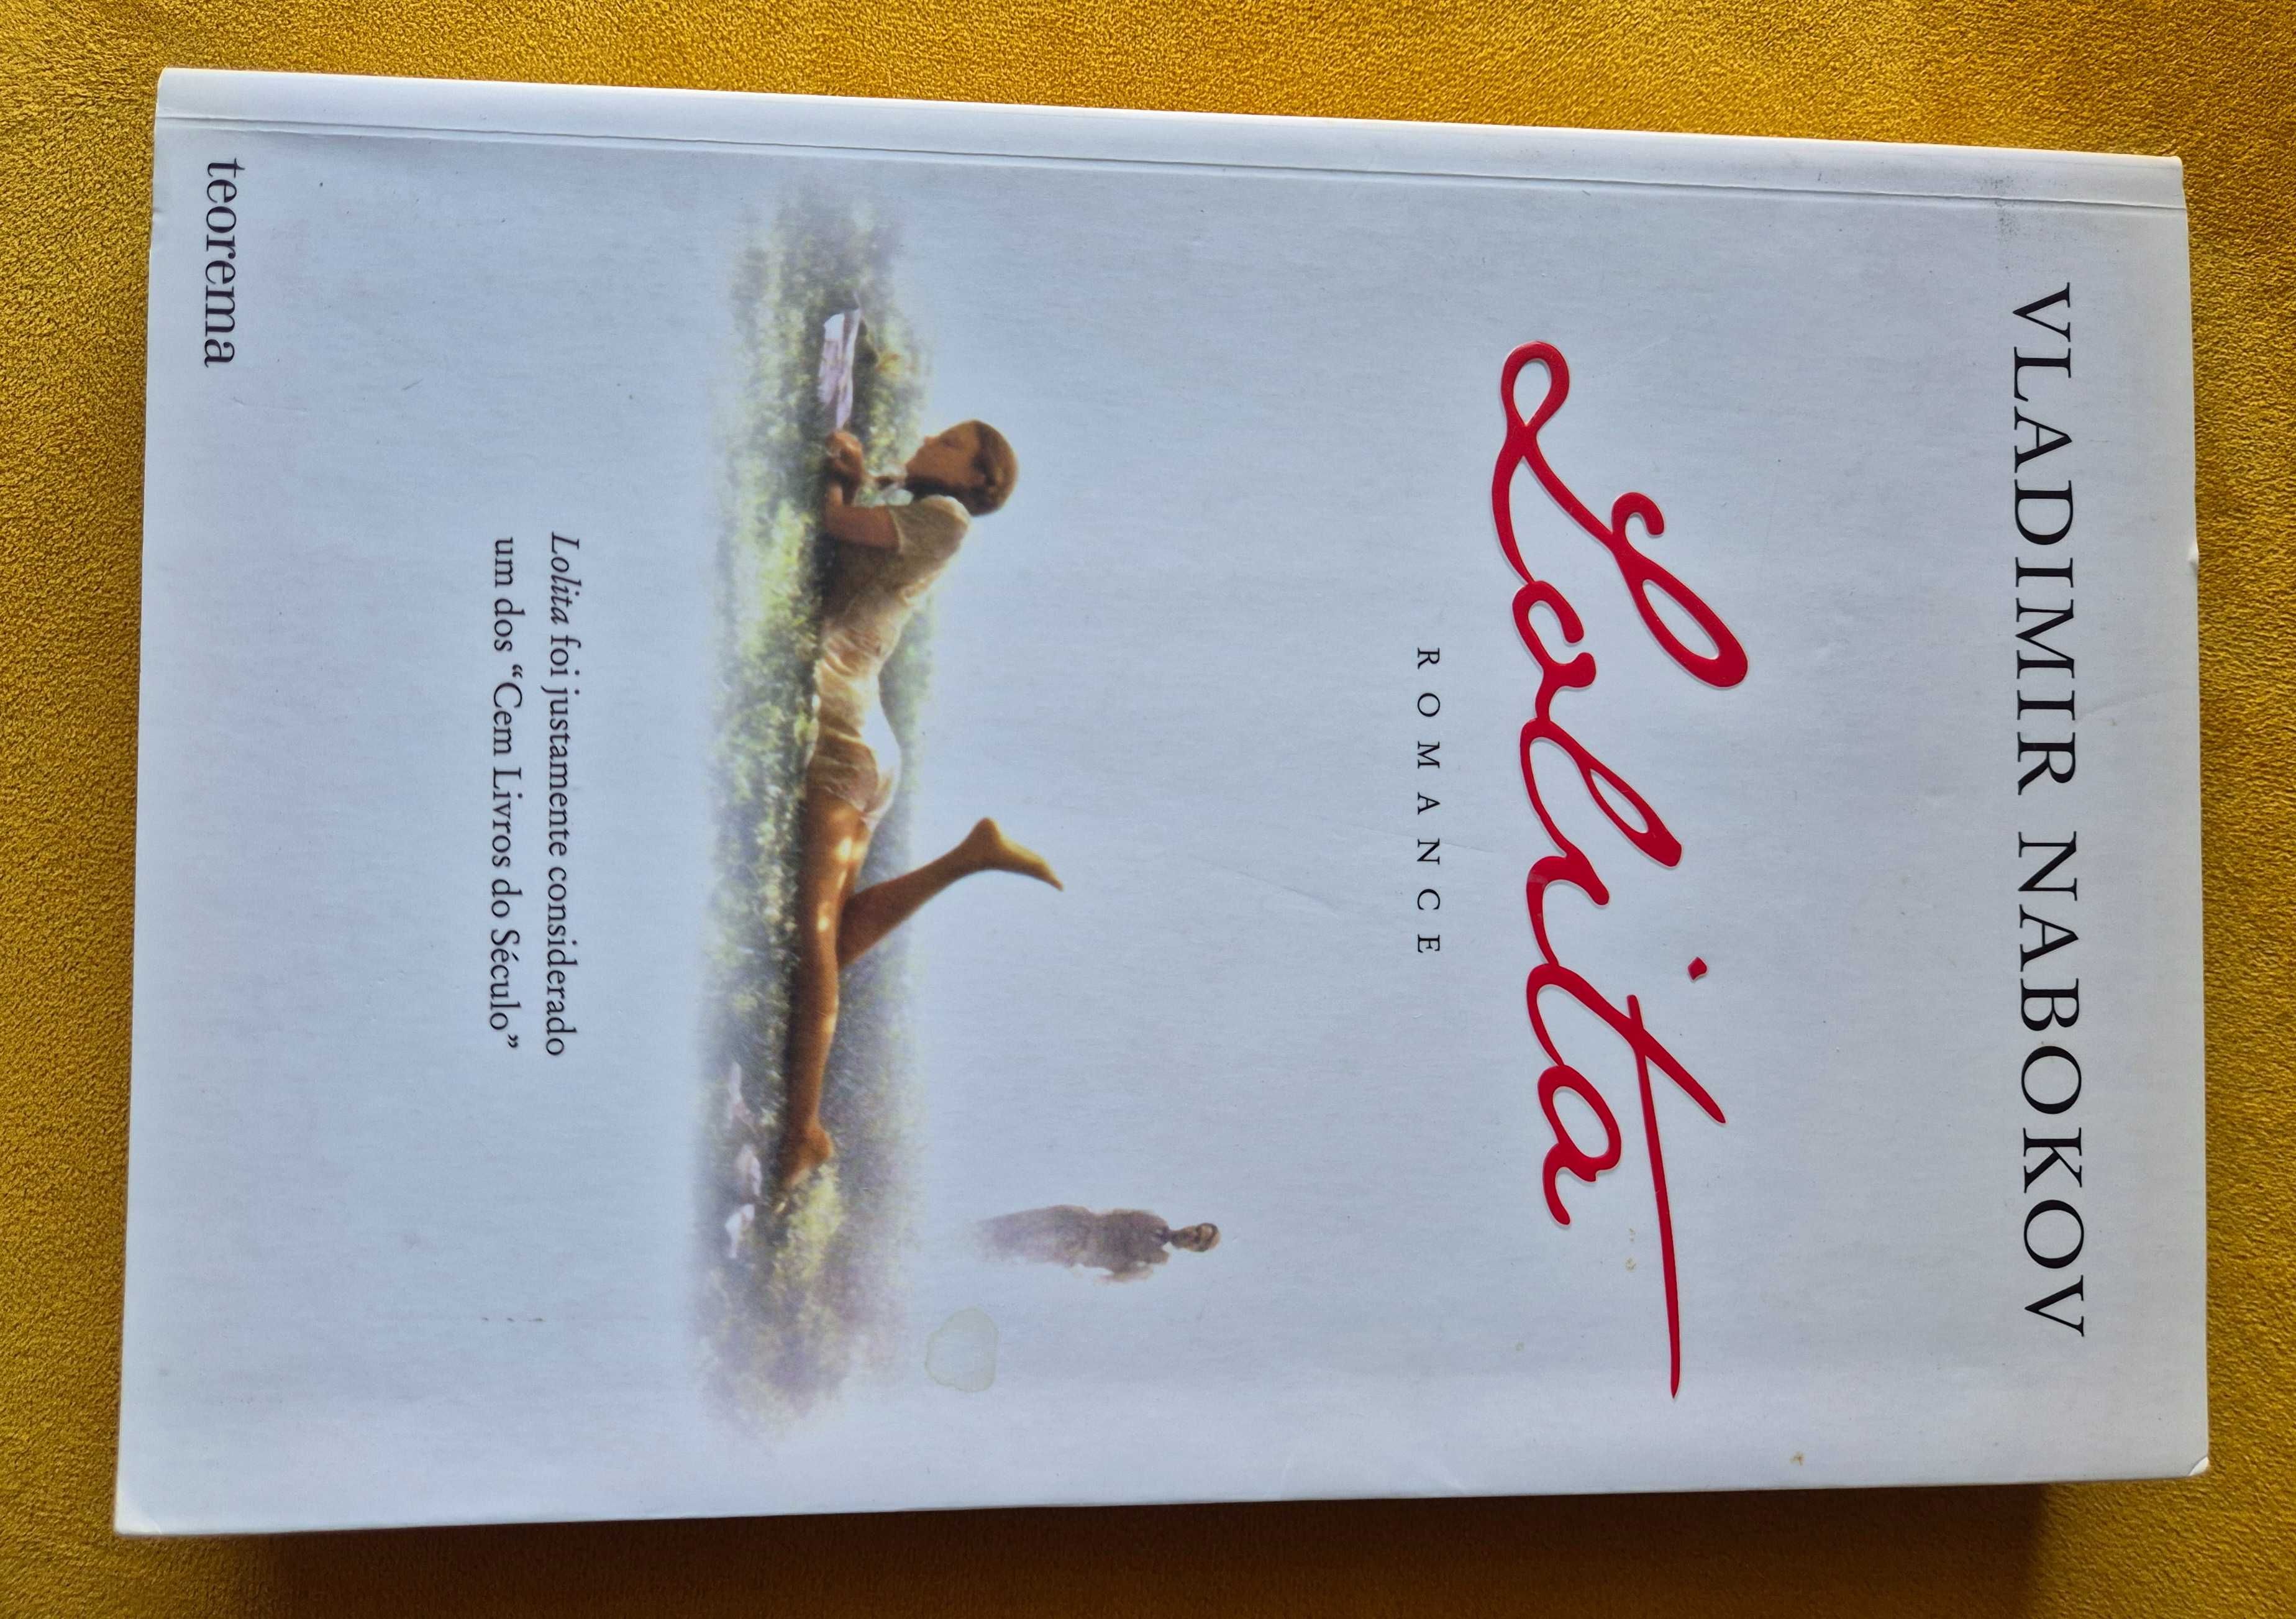 VLADIMIR NABOKOV
Lolita
ROMANCE
Lolita foi justamente considerado
um dos “Cem Livros do Século”
teorema